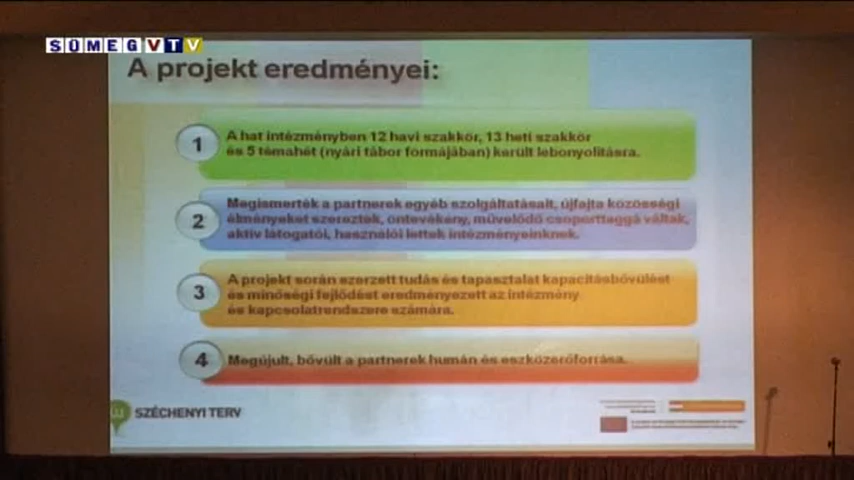 SÜMEGVTV
A projekt eredményei:
1
A hat intézményben 12 havi szakkör, 13 heti szakkör
és 5 témahét (nyári tábor formájában) került lebonyolításra.
2
Megismerték a partnerek egyéb szolgáltatásait, újfajta közösségi
élményeket szereztek, öntevékeny, művelődő csoporttaggá váltak,
aktív látogatói, használói lettek intézményeinknek.
3
A projekt során szerzett tudás és tapasztalat kapacitásbővülést
és minőségi fejlődést eredményezett az intézmény
és kapcsolatrendszere számára.
4
Megújult, bővült a partnerek humán és eszközerőforrása.
ÚJ SZÉCHENYI TERV